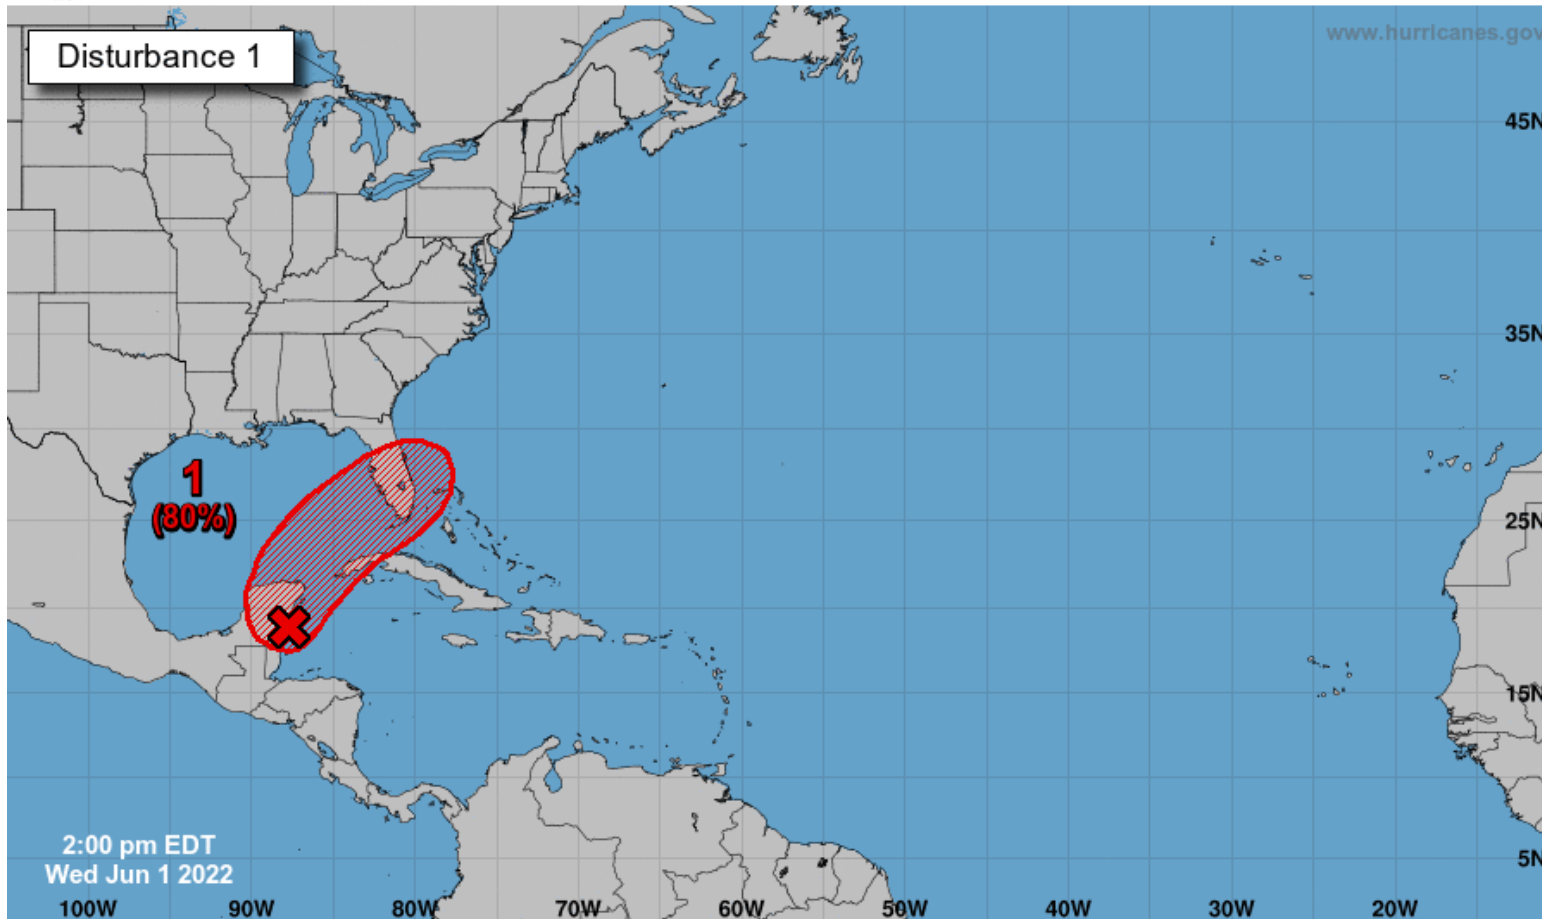 Disturbance 1
www.hurricanes.gov
45N
35N
1
(80%)
25N
15N
2:00 pm EDT
Wed Jun 1 2022
5N
100W 90W 80W 70W 60W 50W 40W 30W 20W